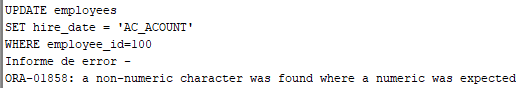 UPDATE employees
SET hire_date = 'AC_ACOUNT'
WHERE employee_id=100
Informe de error -
ORA-01858: a non-numeric character was found where a numeric was expected